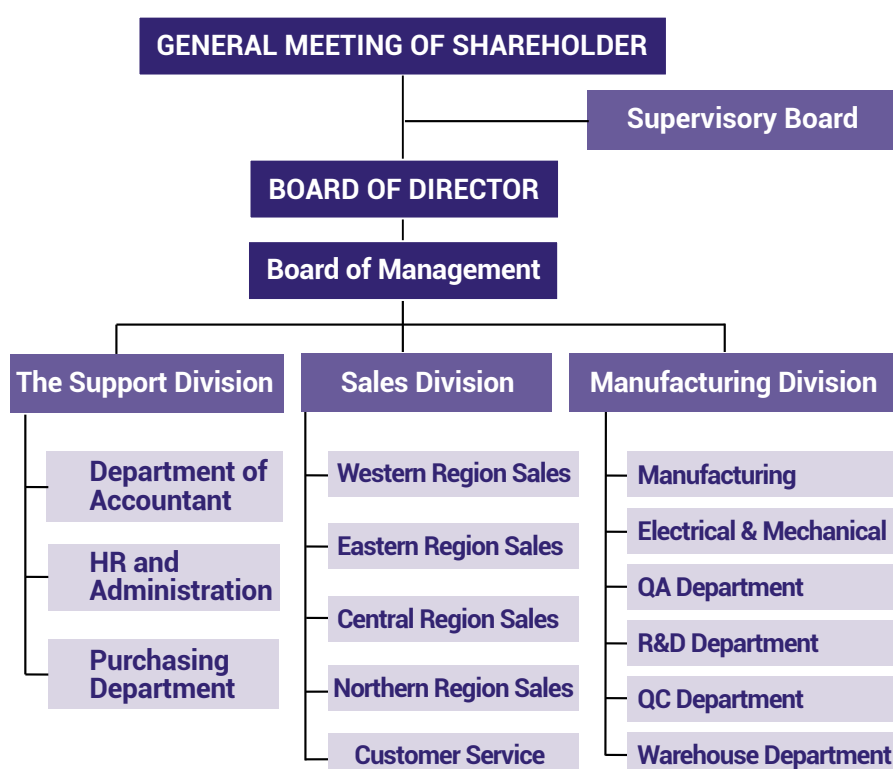 GENERAL MEETING OF SHAREHOLDER
Supervisory Board
BOARD OF DIRECTOR
Board of Management
The Support Division
Department of
Accountant
HR and
Administration
Purchasing
Department
Sales Division
Western Region Sales
Eastern Region Sales
Central Region Sales
Northern Region Sales
Customer Service
Manufacturing Division
Manufacturing
Electrical & Mechanical
QA Department
R&D Department
QC Department
Warehouse Department